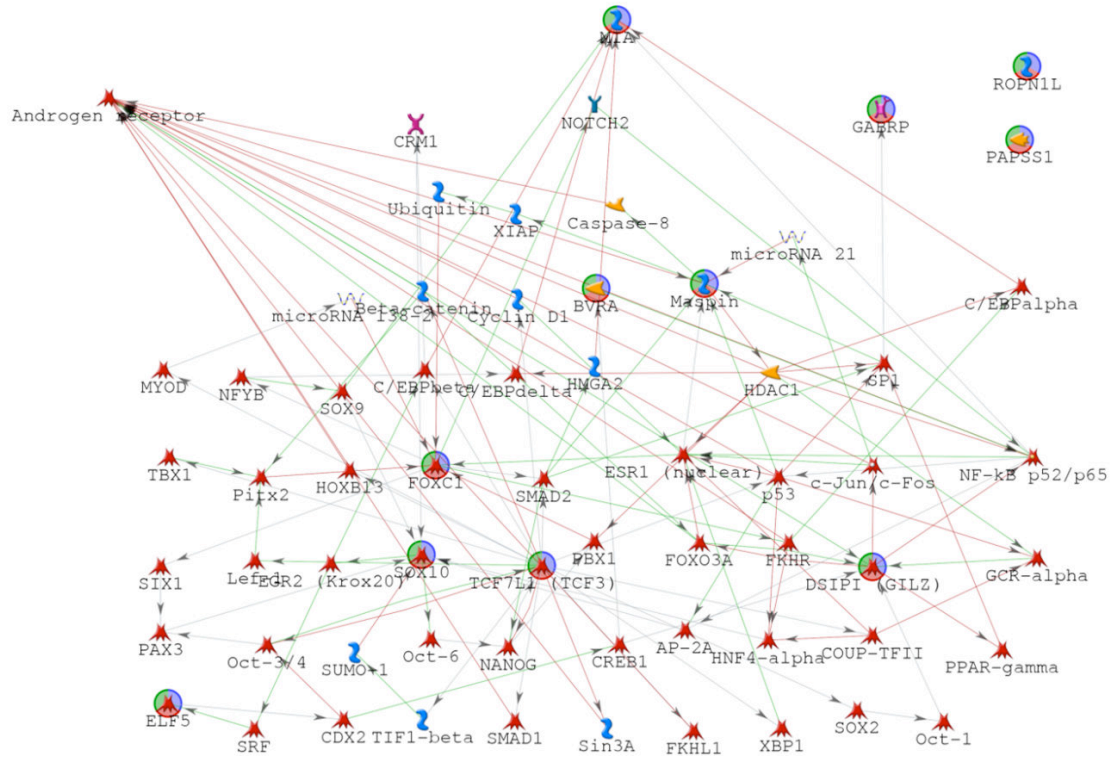 MIA
ROPN1L
Androgen receptor
NOTCH2
GABRP
CRM1
PAPSS1
Ubiquitin
XIAP
Caspase-8
microRNA 21
Maspin
BVRA
C/EBPalpha
microRNA 138-2
Beta-catenin
Cyclin D1
MYOD
NFYB
C/EBPbeta
C/EBPdelta
HMGA2
HDAC1
SP1
SOX9
TBX1
Pitx2
HOXB13
FOXC1
SMAD2
ESR1 (nuclear)
p53
c-Jun/c-Fos
NF-kB p52/p65
SIX1
Lef-1
EGR2 (Krox20)
SOX10
TCF7L1 (TCF3)
PBX1
FOXO3A
FKHR
DSIPI (GILZ)
GCR-alpha
PAX3
Oct-3/4
SUMO-1
Oct-6
NANOG
CREB1
AP-2A
HNF4-alpha
COUP-TFII
PPAR-gamma
ELF5
SRF
CDX2
TIF1-beta
SMAD1
Sin3A
FKHL1
XBP1
SOX2
Oct-1